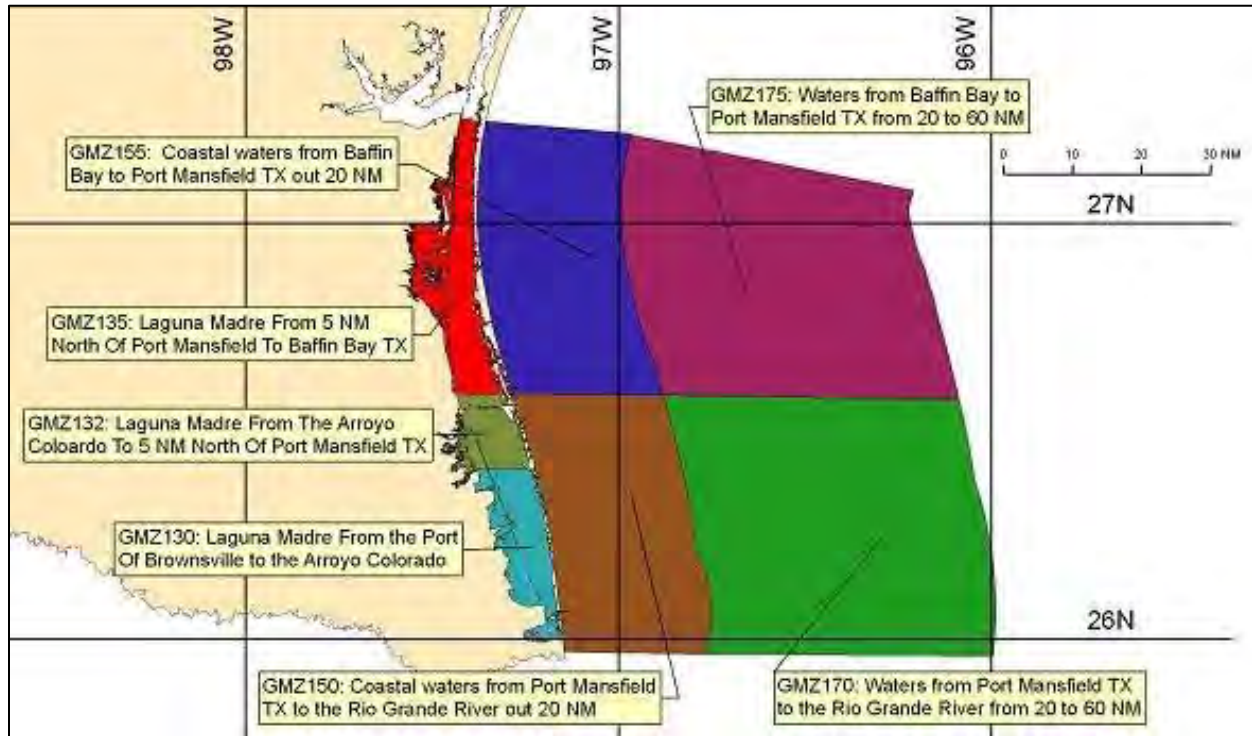 98W
97W
96W
GMZ175: Waters from Baffin Bay to
Port Mansfield TX from 20 to 60 NM
GMZ155: Coastal waters from Baffin
Bay to Port Mansfield TX out 20 NM
0 10 20 30 NM
27N
GMZ135: Laguna Madre From 5 NM
North Of Port Mansfield To Baffin Bay TX
GMZ132: Laguna Madre From The Arroyo
Coloardo To 5 NM North Of Port Mansfield TX
GMZ130: Laguna Madre From the Port
Of Brownsville to the Arroyo Colorado
26N
GMZ150: Coastal waters from Port Mansfield
TX to the Rio Grande River out 20 NM
GMZ170: Waters from Port Mansfield TX
to the Rio Grande River from 20 to 60 NM